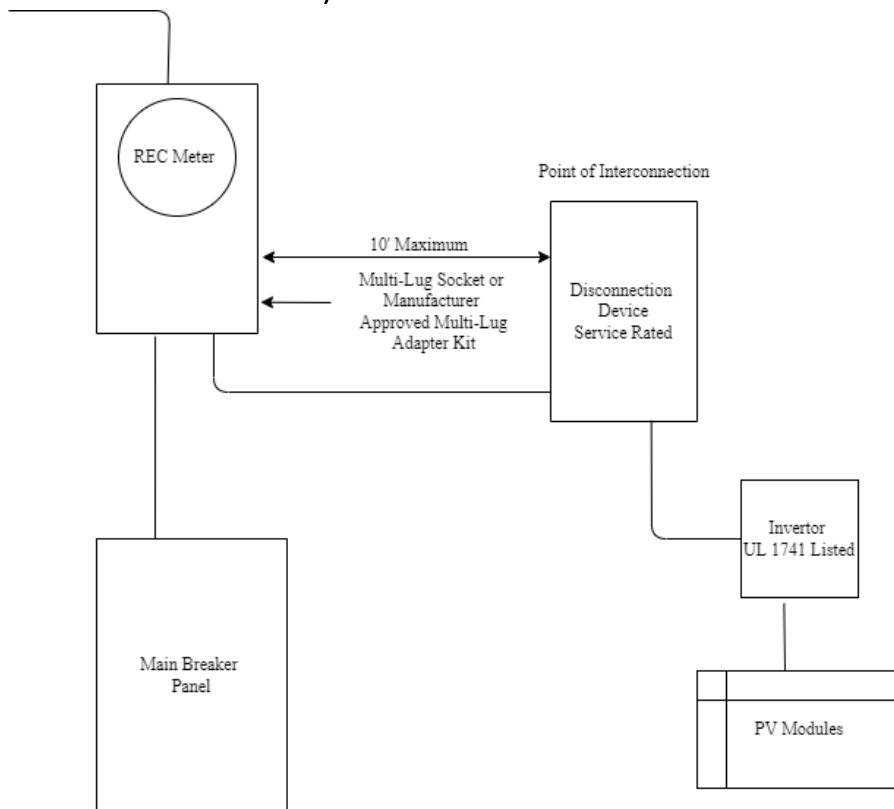 REC Meter
Point of Interconnection
10' Maximum
Multi-Lug Socket or
Manufacturer
Approved Multi-Lug
Adapter Kit
Disconnection
Device
Service Rated
Invertor
UL 1741 Listed
Main Breaker
Panel
PV Modules